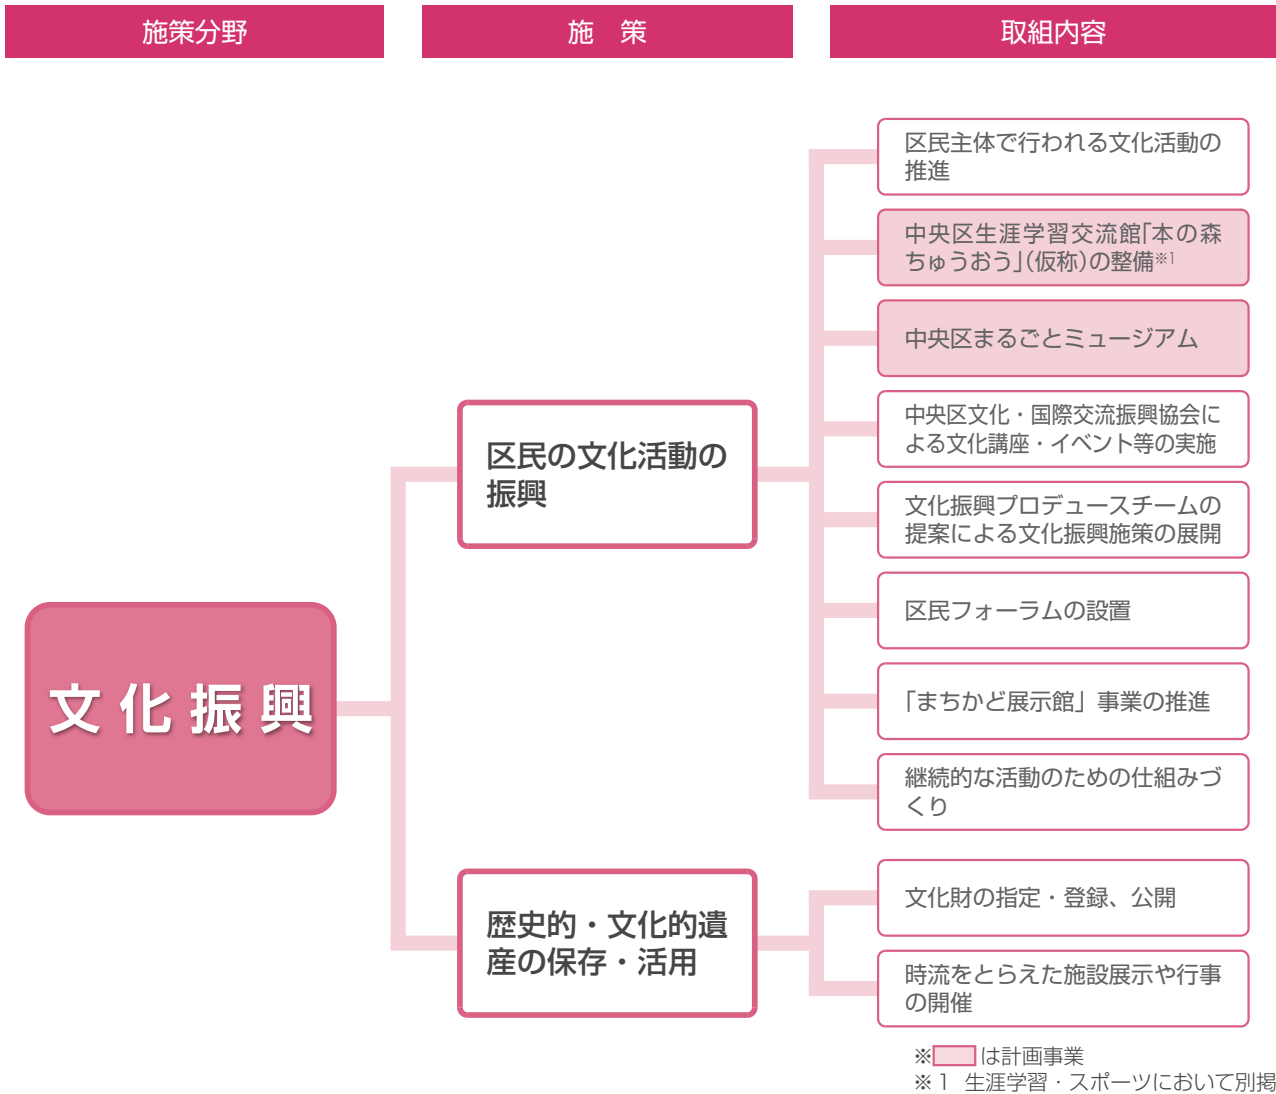 施策分野
施　策
取組内容
文化振興
区民の文化活動の
振興
区民主体で行われる文化活動の
推進
中央区生涯学習交流館「本の森
ちゅうおう」(仮称)の整備※1
中央区まるごとミュージアム
中央区文化・国際交流振興協会に
よる文化講座・イベント等の実施
文化振興プロデュースチームの
提案による文化振興施策の展開
区民フォーラムの設置
「まちかど展示館」事業の推進
継続的な活動のための仕組みづ
くり
歴史的・文化的遺
産の保存・活用
文化財の指定・登録、公開
時流をとらえた施設展示や行事
の開催
※ は計画事業
※1 生涯学習・スポーツにおいて別掲